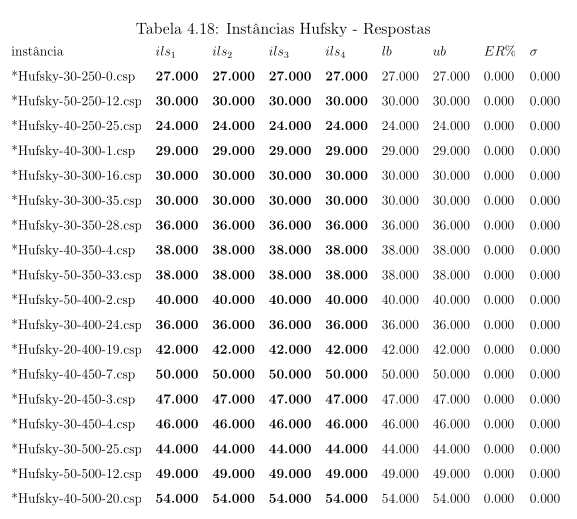 Tabela 4.18: Instâncias Hufsky - Respostas
instância ils1 ils2 ils3 ils4 lb ub ER% σ
*Hufsky-30-250-0.csp 27.000 27.000 27.000 27.000 27.000 27.000 0.000 0.000
*Hufsky-50-250-12.csp 30.000 30.000 30.000 30.000 30.000 30.000 0.000 0.000
*Hufsky-40-250-25.csp 24.000 24.000 24.000 24.000 24.000 24.000 0.000 0.000
*Hufsky-40-300-1.csp 29.000 29.000 29.000 29.000 29.000 29.000 0.000 0.000
*Hufsky-30-300-16.csp 30.000 30.000 30.000 30.000 30.000 30.000 0.000 0.000
*Hufsky-30-300-35.csp 30.000 30.000 30.000 30.000 30.000 30.000 0.000 0.000
*Hufsky-30-350-28.csp 36.000 36.000 36.000 36.000 36.000 36.000 0.000 0.000
*Hufsky-40-350-4.csp 38.000 38.000 38.000 38.000 38.000 38.000 0.000 0.000
*Hufsky-50-350-33.csp 38.000 38.000 38.000 38.000 38.000 38.000 0.000 0.000
*Hufsky-50-400-2.csp 40.000 40.000 40.000 40.000 40.000 40.000 0.000 0.000
*Hufsky-30-400-24.csp 36.000 36.000 36.000 36.000 36.000 36.000 0.000 0.000
*Hufsky-20-400-19.csp 42.000 42.000 42.000 42.000 42.000 42.000 0.000 0.000
*Hufsky-40-450-7.csp 50.000 50.000 50.000 50.000 50.000 50.000 0.000 0.000
*Hufsky-20-450-3.csp 47.000 47.000 47.000 47.000 47.000 47.000 0.000 0.000
*Hufsky-30-450-4.csp 46.000 46.000 46.000 46.000 46.000 46.000 0.000 0.000
*Hufsky-30-500-25.csp 44.000 44.000 44.000 44.000 44.000 44.000 0.000 0.000
*Hufsky-50-500-12.csp 49.000 49.000 49.000 49.000 49.000 49.000 0.000 0.000
*Hufsky-40-500-20.csp 54.000 54.000 54.000 54.000 54.000 54.000 0.000 0.000